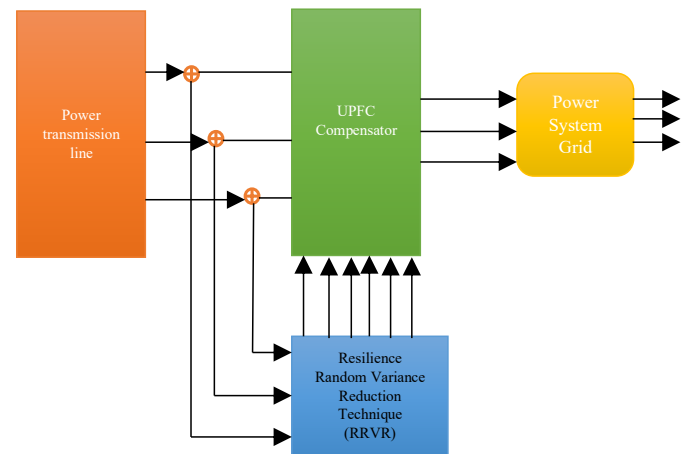 Power
transmission
line
UPFC
Compensator
Power
System
Grid
Resilience
Random Variance
Reduction
Technique
(RRVR)